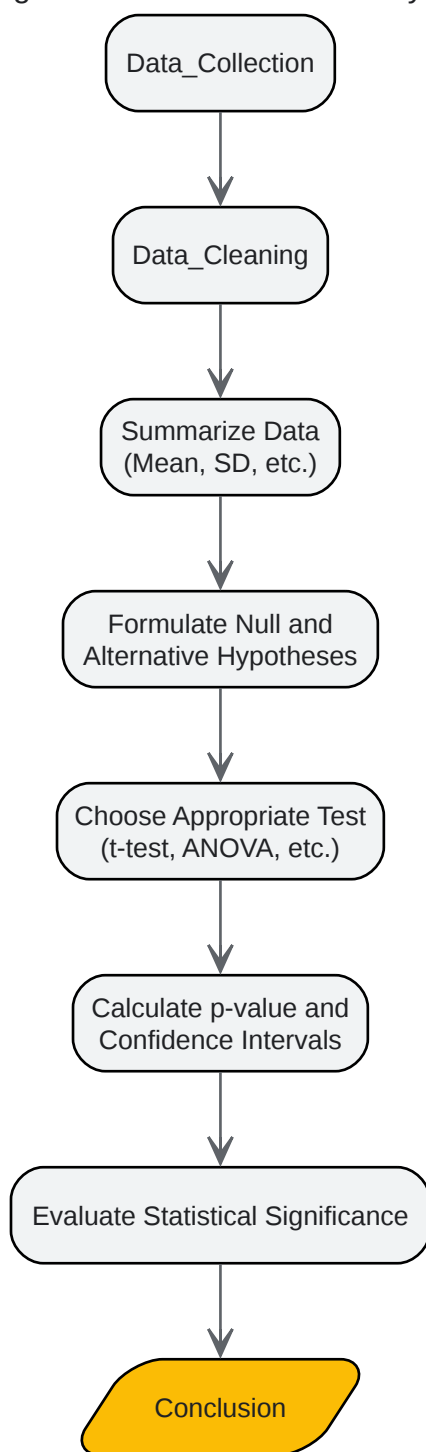 Data_Collection
Data_Cleaning
Summarize Data
(Mean, SD, etc.)
Formulate Null and
Alternative Hypotheses
Choose Appropriate Test
(t-test, ANOVA, etc.)
Calculate p-value and
Confidence Intervals
Evaluate Statistical Significance
Conclusion